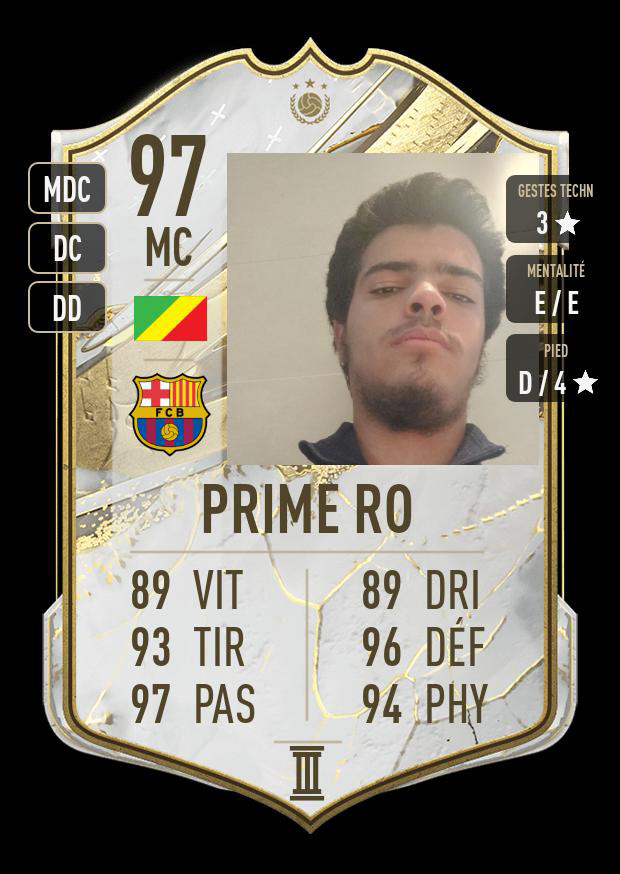 97
MC
MDC
DC
DD
GESTES TECHN
3 ★
MENTALITÉ
E / E
PIED
D / 4 ★
FCB
PRIME RO
89 VIT
93 TIR
97 PAS
89 DRI
96 DÉF
94 PHY